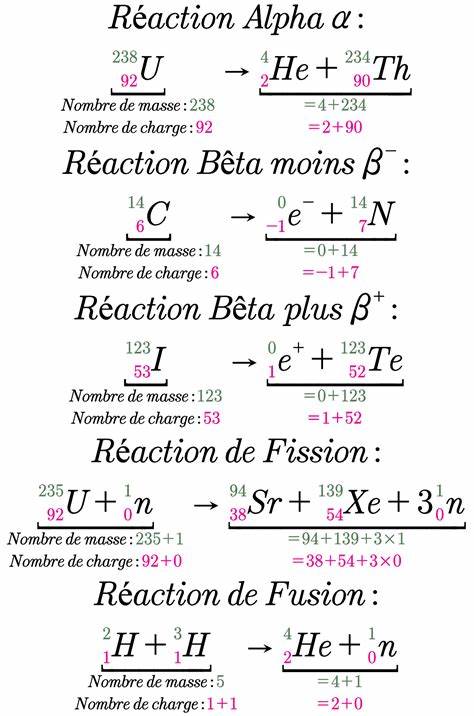 Réaction Alpha α :
²³⁸₉₂U → ⁴₂He + ²³⁴₉₀Th
Nombre de masse : 238 = 4+234
Nombre de charge : 92 = 2+90
Réaction Bêta moins β⁻ :
¹⁴₆C → ⁰₋₁e⁻ + ¹⁴₇N
Nombre de masse : 14 = 0+14
Nombre de charge : 6 = −1+7
Réaction Bêta plus β⁺ :
¹²³₅₃I → ⁰₁e⁺ + ¹²³₅₂Te
Nombre de masse : 123 = 0+123
Nombre de charge : 53 = 1+52
Réaction de Fission :
²³⁵₉₂U + ¹₀n → ⁹⁴₃₈Sr + ¹³⁹₅₄Xe + 3¹₀n
Nombre de masse : 235+1 = 94+139+3×1
Nombre de charge : 92+0 = 38+54+3×0
Réaction de Fusion :
²₁H + ³₁H → ⁴₂He + ¹₀n
Nombre de masse : 5 = 4+1
Nombre de charge : 1+1 = 2+0